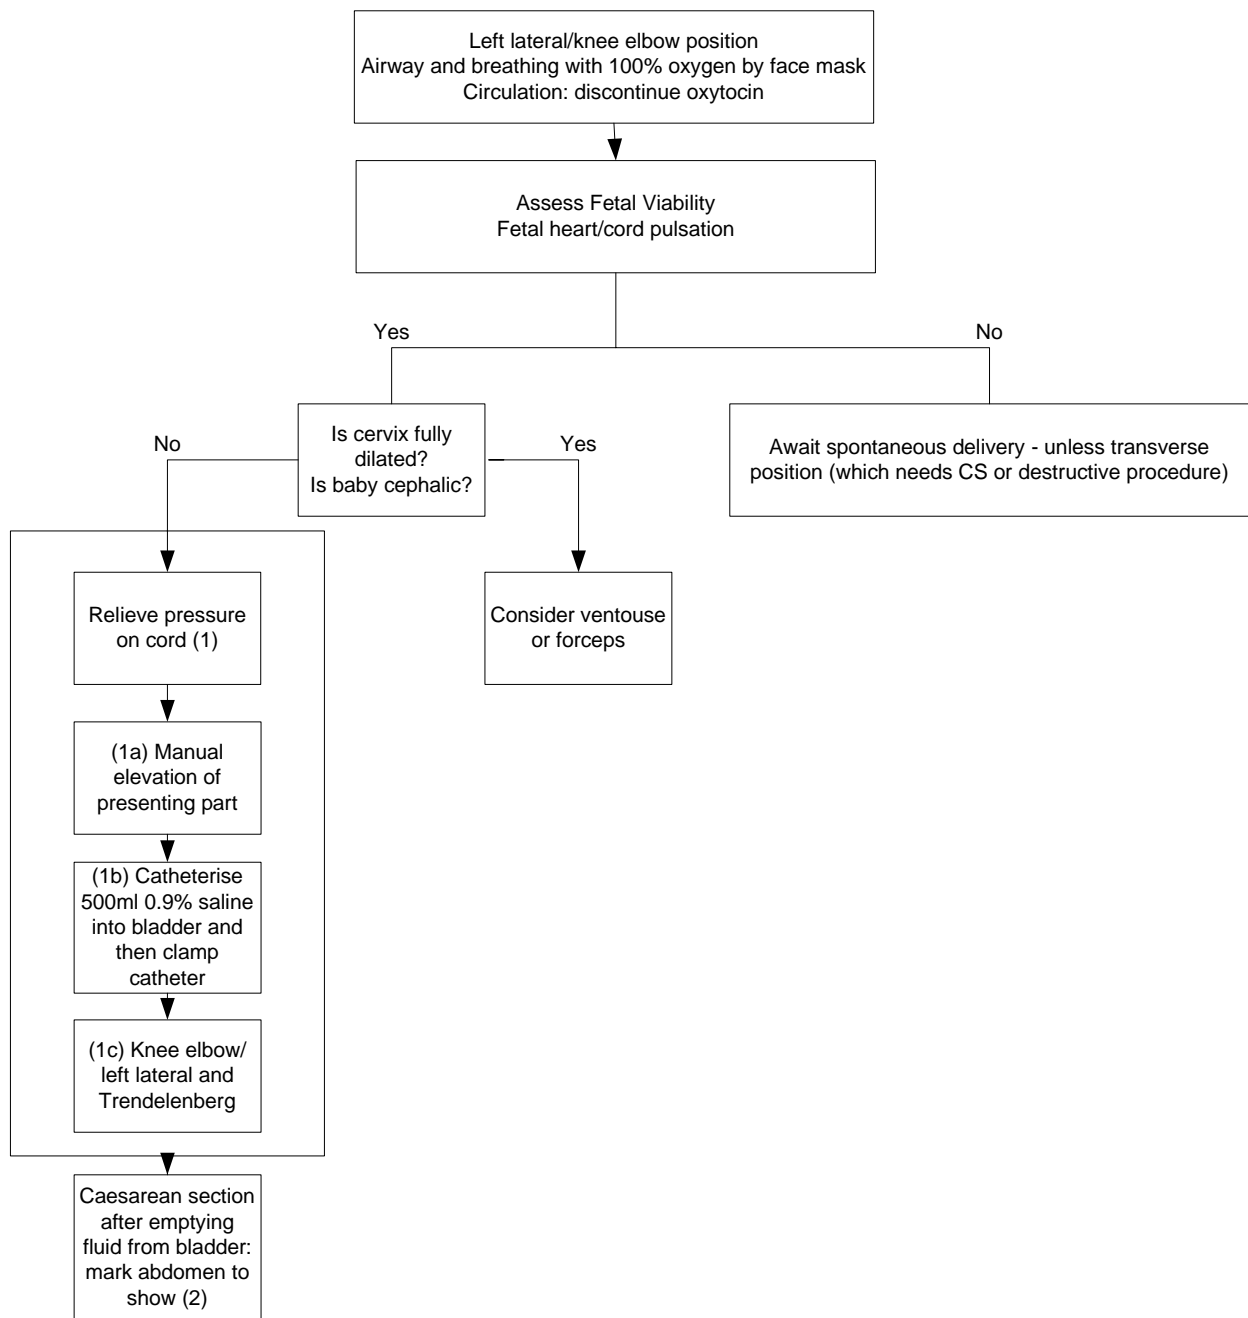 Left lateral/knee elbow position
Airway and breathing with 100% oxygen by face mask
Circulation: discontinue oxytocin
Assess Fetal Viability
Fetal heart/cord pulsation
Yes
No
Is cervix fully
dilated?
Is baby cephalic?
No
Yes
Await spontaneous delivery - unless transverse
position (which needs CS or destructive procedure)
Relieve pressure
on cord (1)
Consider ventouse
or forceps
(1a) Manual
elevation of
presenting part
(1b) Catheterise
500ml 0.9% saline
into bladder and
then clamp
catheter
(1c) Knee elbow/
left lateral and
Trendelenberg
Caesarean section
after emptying
fluid from bladder:
mark abdomen to
show (2)